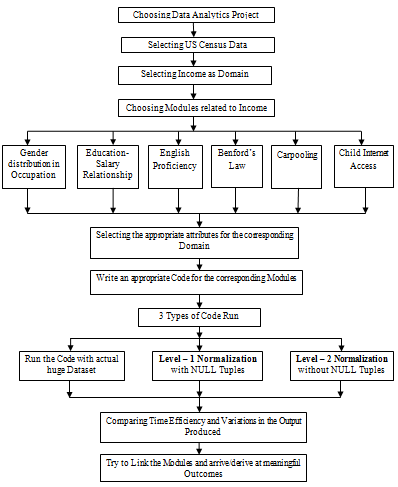 Choosing Data Analytics Project
Selecting US Census Data
Selecting Income as Domain
Choosing Modules related to Income
Gender
distribution in
Occupation
Education-
Salary
Relationship
English
Proficiency
Benford's
Law
Carpooling
Child Internet
Access
Selecting the appropriate attributes for the corresponding
Domain
Write an appropriate Code for the corresponding Modules
3 Types of Code Run
Run the Code with actual
huge Dataset
Level – 1 Normalization
with NULL Tuples
Level – 2 Normalization
without NULL Tuples
Comparing Time Efficiency and Variations in the Output
Produced
Try to Link the Modules and arrive/derive at meaningful
Outcomes